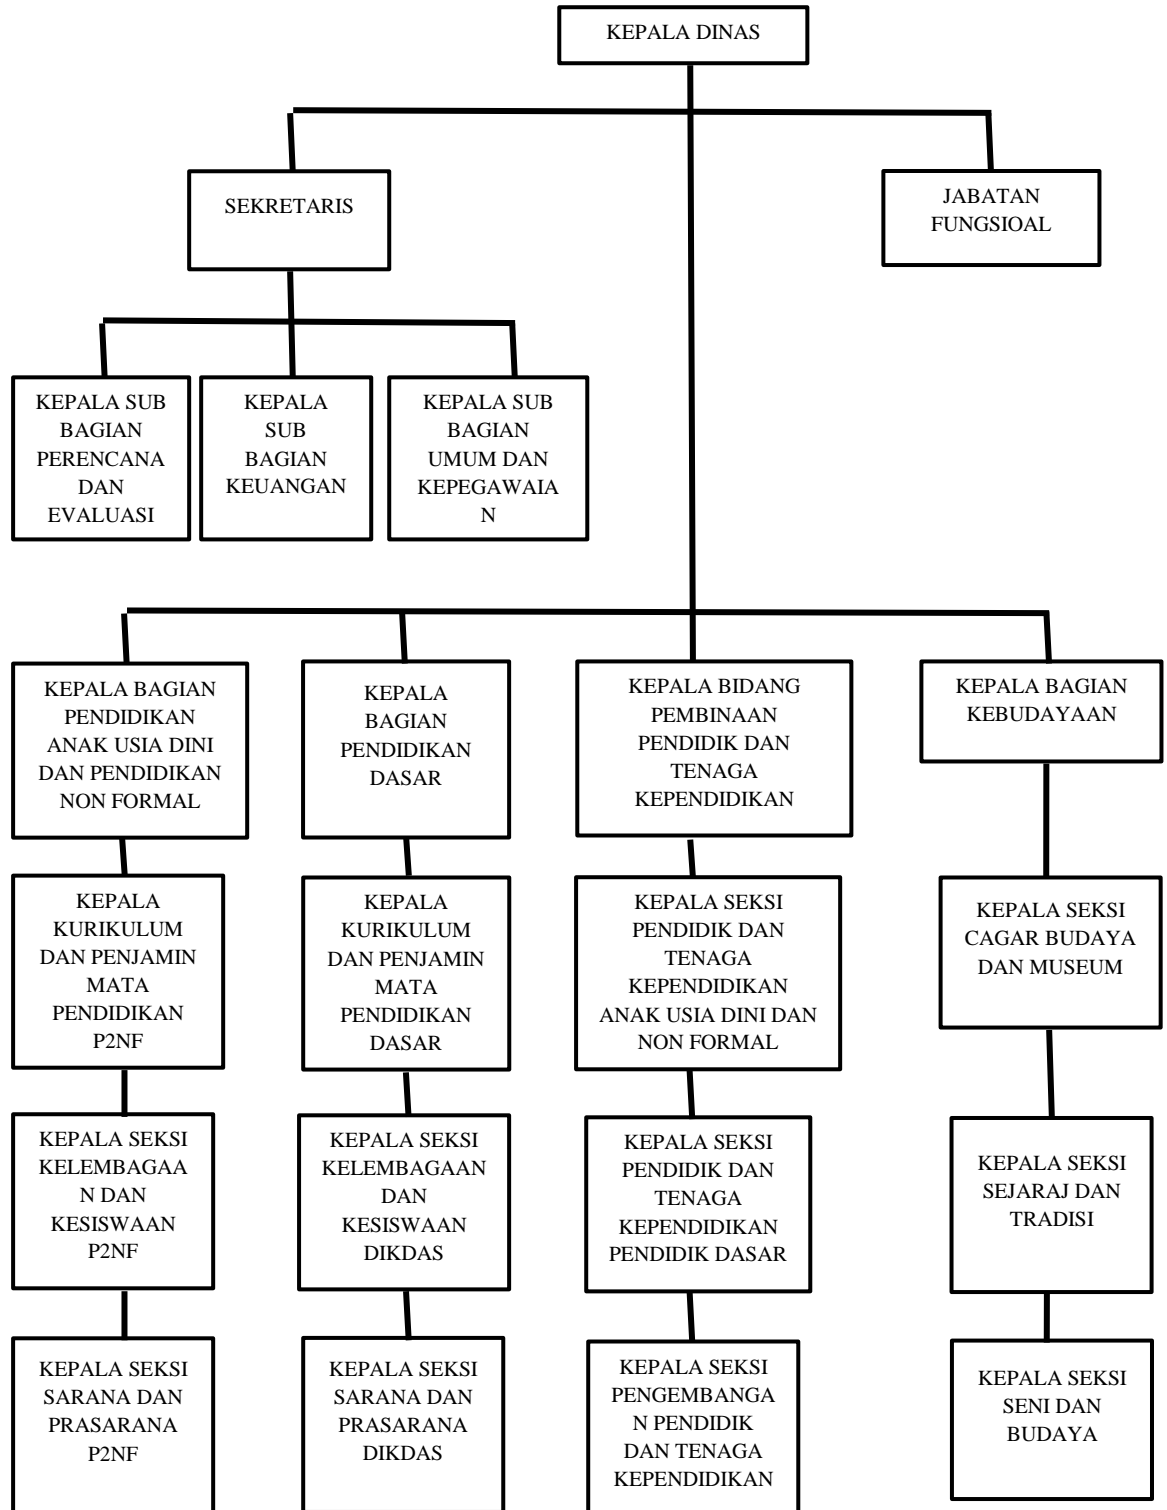 KEPALA DINAS
SEKRETARIS
JABATAN
FUNGSIOAL
KEPALA SUB
BAGIAN
PERENCANA
DAN
EVALUASI
KEPALA
SUB
BAGIAN
KEUANGAN
KEPALA SUB
BAGIAN
UMUM DAN
KEPEGAWAIA
N
KEPALA BAGIAN
PENDIDIKAN
ANAK USIA DINI
DAN PENDIDIKAN
NON FORMAL
KEPALA
BAGIAN
PENDIDIKAN
DASAR
KEPALA BIDANG
PEMBINAAN
PENDIDIK DAN
TENAGA
KEPENDIDIKAN
KEPALA BAGIAN
KEBUDAYAAN
KEPALA
KURIKULUM
DAN PENJAMIN
MATA
PENDIDIKAN
P2NF
KEPALA
KURIKULUM
DAN PENJAMIN
MATA
PENDIDIKAN
DASAR
KEPALA SEKSI
PENDIDIK DAN
TENAGA
KEPENDIDIKAN
ANAK USIA DINI DAN
NON FORMAL
KEPALA SEKSI
CAGAR BUDAYA
DAN MUSEUM
KEPALA SEKSI
KELEMBAGAA
N DAN
KESISWAAN
P2NF
KEPALA SEKSI
KELEMBAGAAN
DAN
KESISWAAN
DIKDAS
KEPALA SEKSI
PENDIDIK DAN
TENAGA
KEPENDIDIKAN
PENDIDIK DASAR
KEPALA SEKSI
SEJARAJ DAN
TRADISI
KEPALA SEKSI
SARANA DAN
PRASARANA
P2NF
KEPALA SEKSI
SARANA DAN
PRASARANA
DIKDAS
KEPALA SEKSI
PENGEMBANGA
N PENDIDIK
DAN TENAGA
KEPENDIDIKAN
KEPALA SEKSI
SENI DAN
BUDAYA